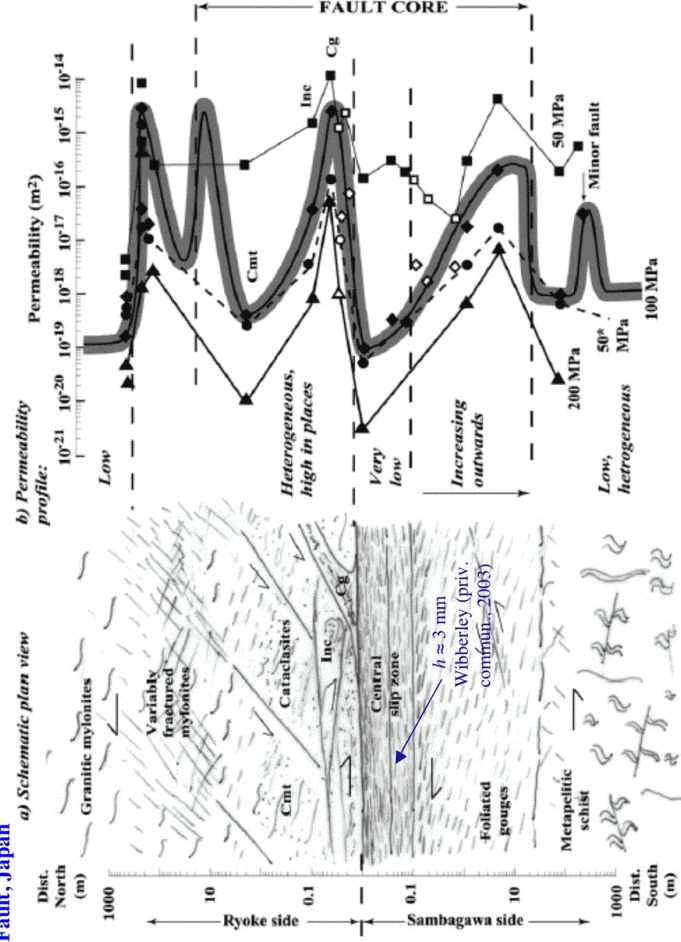 Fault, Japan
a) Schematic plan view
Dist.
North
(m)
1000
10
0.1
0.1
10
1000
Dist.
South
(m)
Ryoke side
Sambagawa side
Granitic mylonites
Variably
fractured
mylonites
Cataclasites
Cmt
Inc
Cg
Central
slip zone
h ≈ 3 mm
Wibberley (priv.
commun., 2003)
Foliated
gouges
Metapelitic
schist
b) Permeability
profile:
Permeability (m²)
10⁻²¹
10⁻²⁰
10⁻¹⁹
10⁻¹⁸
10⁻¹⁷
10⁻¹⁶
10⁻¹⁵
10⁻¹⁴
FAULT CORE
Low
Heterogeneous,
high in places
Very
low
Increasing
outwards
Low,
hetrogeneous
Cmt
Inc
Cg
50 MPa
Minor fault
50*
MPa
200 MPa
100 MPa